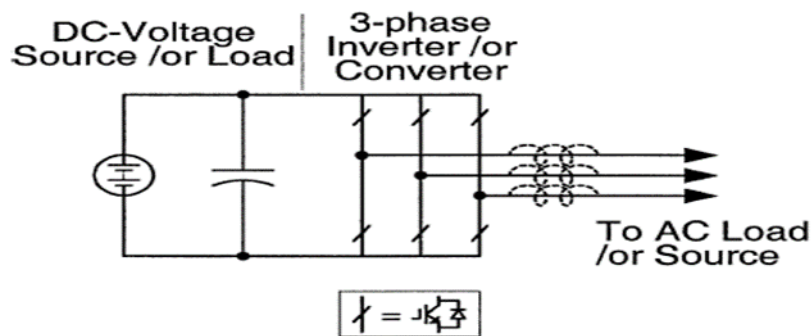 DC-Voltage
Source /or Load
3-phase
Inverter /or
Converter
To AC Load
/or Source
=